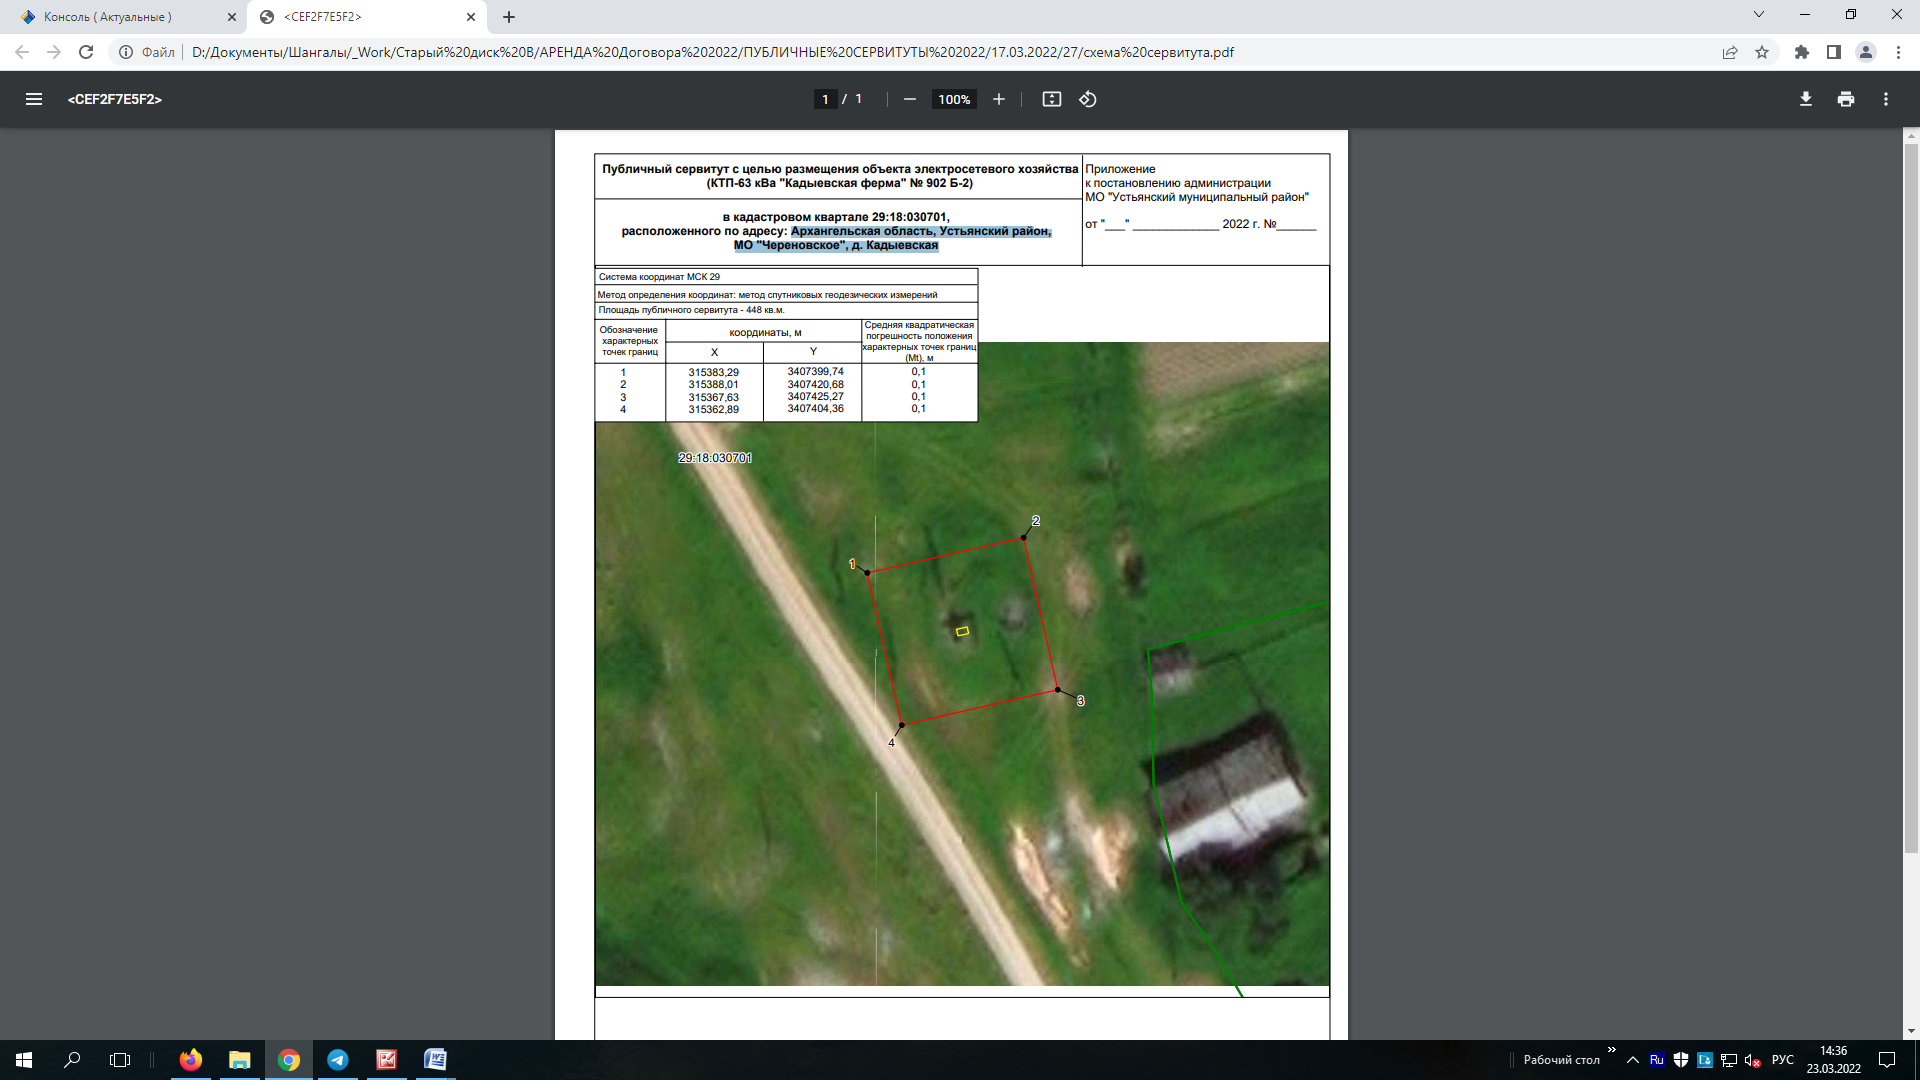 Консоль ( Актуальные )
<CEF2F7E5F2>
Файл
D:/Документы/Шангалы/_Work/Старый%20диск%20В/АРЕНДА%20Договора%202022/ПУБЛИЧНЫЕ%20СЕРВИТУТЫ%202022/17.03.2022/27/схема%20сервитута.pdf
<CEF2F7E5F2>
1 / 1
100%
Публичный сервитут с целью размещения объекта электросетевого хозяйства
(КТП-63 кВа "Кадыевская ферма" № 902 Б-2)
Приложение
к постановлению администрации
МО "Устьянский муниципальный район"
от "___" _____________ 2022 г. №______
в кадастровом квартале 29:18:030701,
расположенного по адресу: Архангельская область, Устьянский район,
МО "Череновское", д. Кадыевская
Система координат МСК 29
Метод определения координат: метод спутниковых геодезических измерений
Площадь публичного сервитута - 448 кв.м.
Обозначение
характерных
точек границ
координаты, м
X
Y
Средняя квадратическая
погрешность положения
характерных точек границ
(Mt), м
1 315383,29 3407399,74 0,1
2 315388,01 3407420,68 0,1
3 315367,63 3407425,27 0,1
4 315362,89 3407404,36 0,1
29:18:030701
2
1
3
4
Рабочий стол
Ru
РУС
14:36
23.03.2022